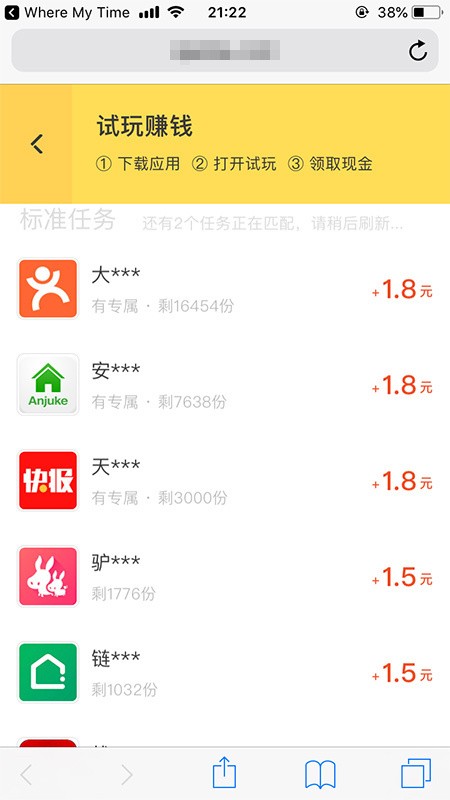 Where My Time
21:22
38%
试玩赚钱
① 下载应用 ② 打开试玩 ③ 领取现金
标准任务 还有2个任务正在匹配，请稍后刷新...
大***
有专属 · 剩16454份
+1.8元
Anjuke
安***
有专属 · 剩7638份
+1.8元
快报
天***
有专属 · 剩3000份
+1.8元
驴***
剩1776份
+1.5元
链***
剩1032份
+1.5元